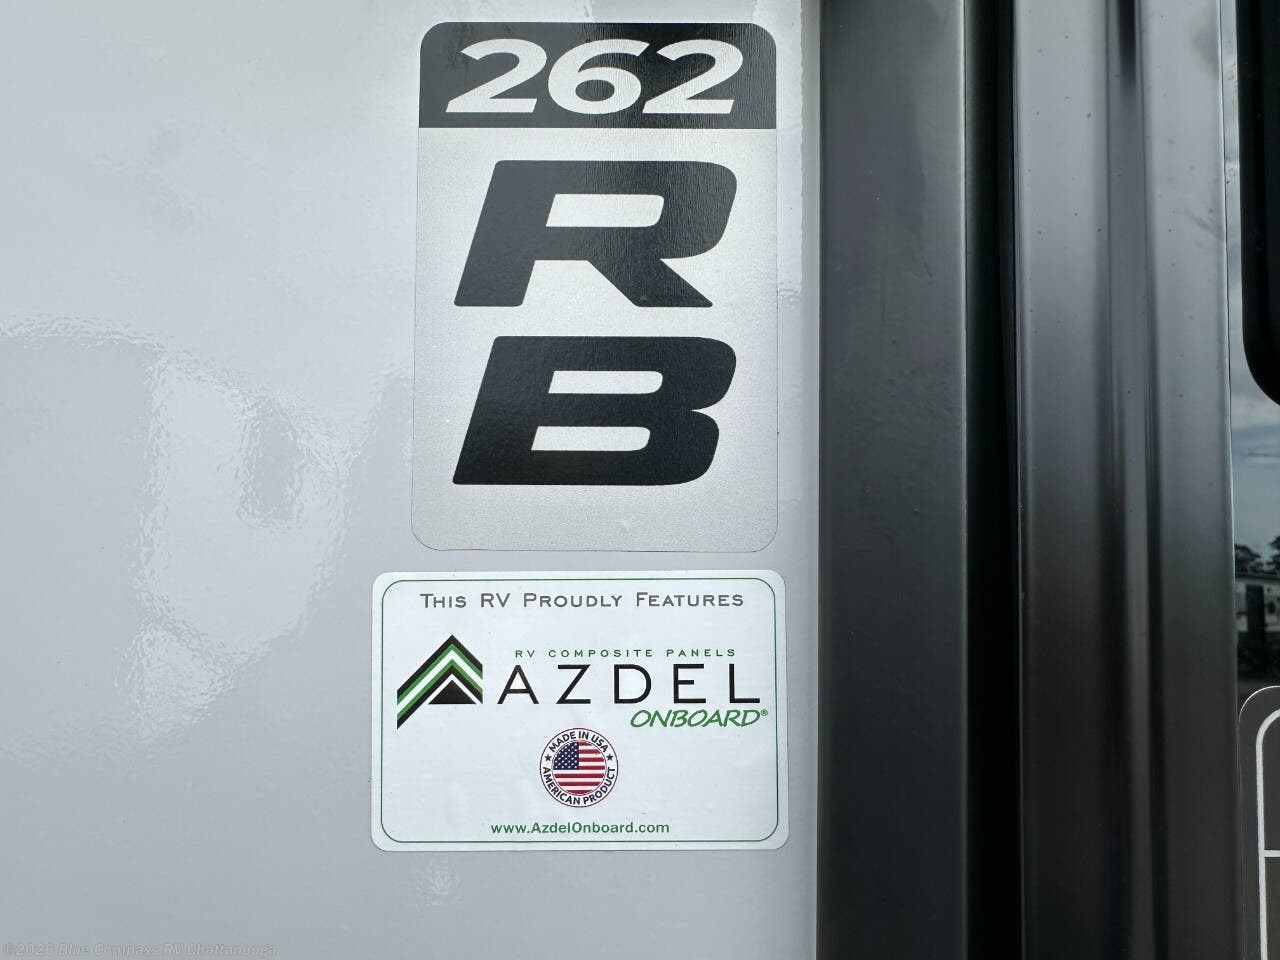 262
R
B
This RV Proudly Features
RV COMPOSITE PANELS
AZDEL
ONBOARD®
MADE IN USA
AMERICAN PRODUCT
www.AzdelOnboard.com
©2026 Blue Compass RV Chattanooga